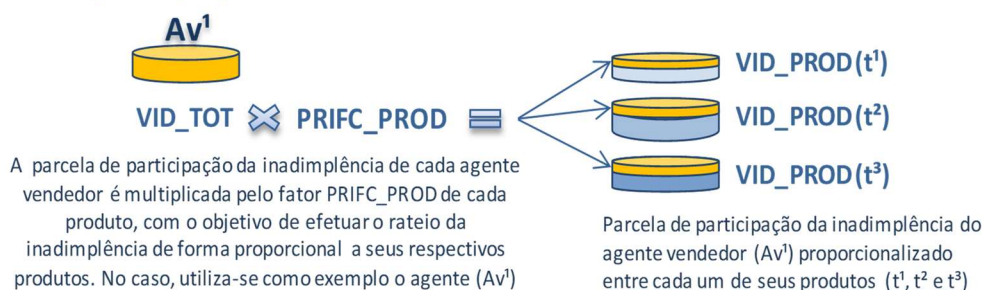 Av¹
VID_TOT × PRIFC_PROD =
VID_PROD(t¹)
VID_PROD(t²)
VID_PROD(t³)
A parcela de participação da inadimplência de cada agente
vendedor é multiplicada pelo fator PRIFC_PROD de cada
produto, com o objetivo de efetuar o rateio da
inadimplência de forma proporcional a seus respectivos
produtos. No caso, utiliza-se como exemplo o agente (Av¹)
Parcela de participação da inadimplência do
agente vendedor (Av¹) proporcionalizado
entre cada um de seus produtos (t¹, t² e t³)